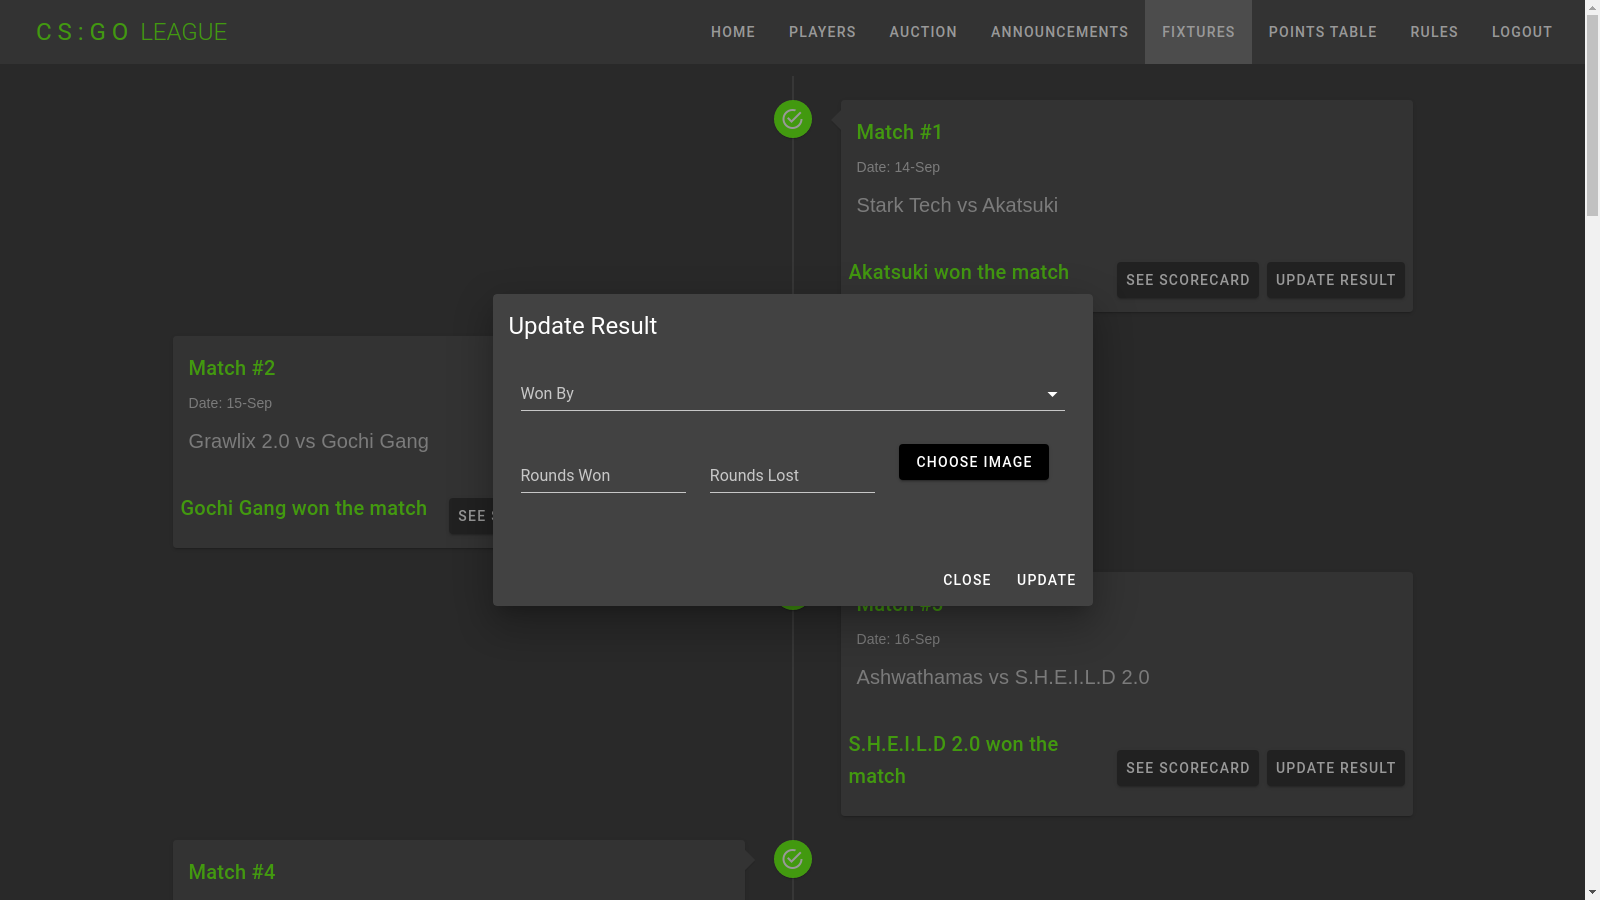 CS:GO LEAGUE
HOME PLAYERS AUCTION ANNOUNCEMENTS FIXTURES POINTS TABLE RULES LOGOUT
Match #1
Date: 14-Sep
Stark Tech vs Akatsuki
Akatsuki won the match
SEE SCORECARD UPDATE RESULT
Match #2
Date: 15-Sep
Grawlix 2.0 vs Gochi Gang
Gochi Gang won the match
SEE
Update Result
Won By
Rounds Won Rounds Lost
CHOOSE IMAGE
CLOSE UPDATE
Match #3
Date: 16-Sep
Ashwathamas vs S.H.E.I.L.D 2.0
S.H.E.I.L.D 2.0 won the
match
SEE SCORECARD UPDATE RESULT
Match #4